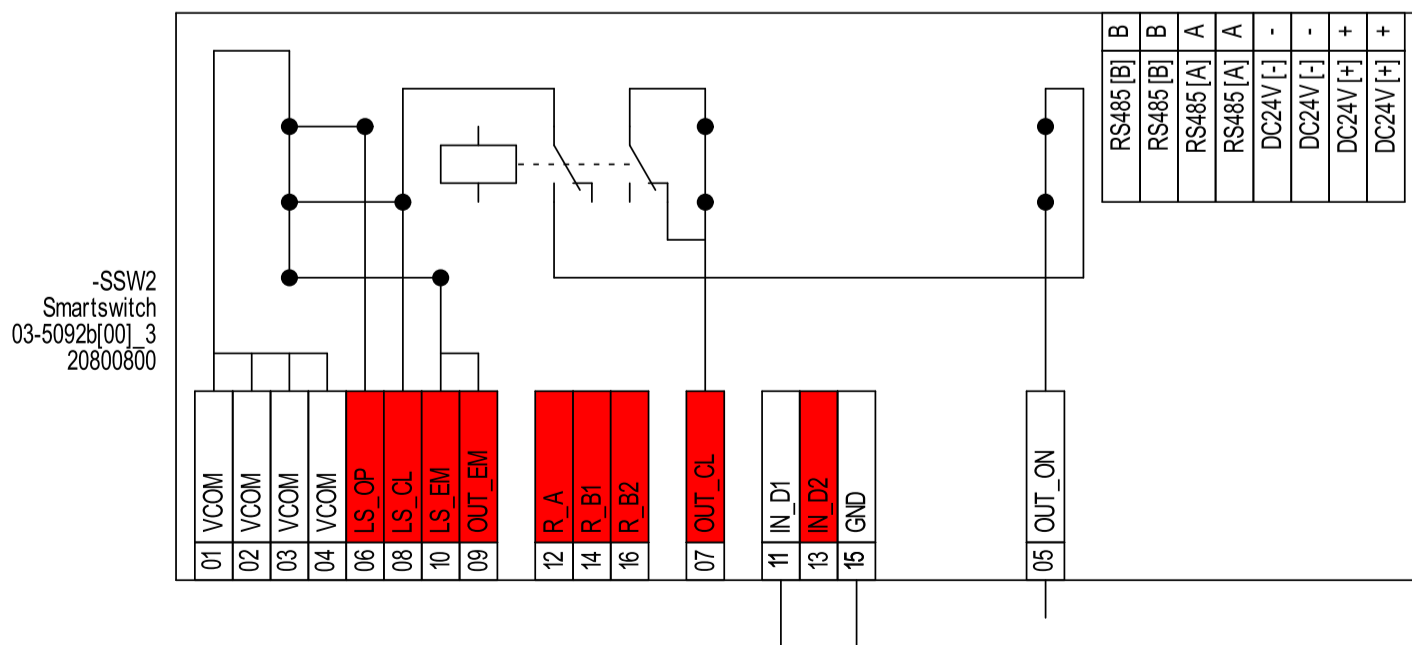 B
B
A
A
-
-
+
+
RS485 [B]
RS485 [B]
RS485 [A]
RS485 [A]
DC24V [-]
DC24V [-]
DC24V [+]
DC24V [+]
-SSW2
Smartswitch
03-5092b[00]_3
20800800
VCOM
VCOM
VCOM
VCOM
LS_OP
LS_CL
LS_EM
OUT_EM
R_A
R_B1
R_B2
OUT_CL
IN_D1
IN_D2
GND
OUT_ON
01
02
03
04
06
08
10
09
12
14
16
07
11
13
15
05